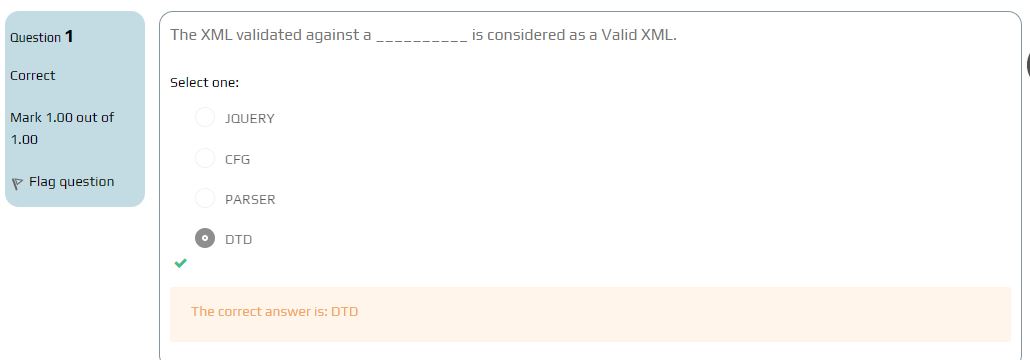 Question 1
Correct
Mark 1.00 out of
1.00
Flag question
The XML validated against a __________ is considered as a Valid XML.
Select one:
JQUERY
CFG
PARSER
DTD
The correct answer is: DTD